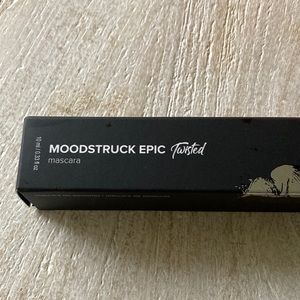 MOODSTRUCK EPIC Twisted
mascara
10 ml / 0.33 fl oz